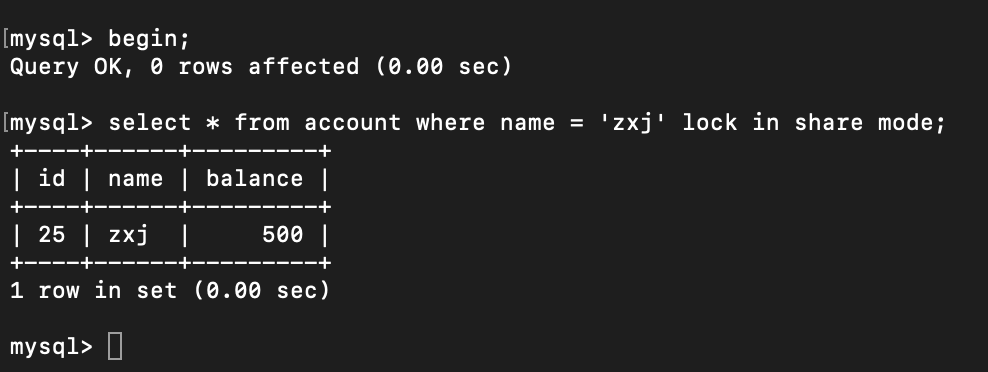 [mysql> begin;
Query OK, 0 rows affected (0.00 sec)
[mysql> select * from account where name = 'zxj' lock in share mode;
+----+------+---------+
| id | name | balance |
+----+------+---------+
| 25 | zxj  |     500 |
+----+------+---------+
1 row in set (0.00 sec)
mysql>